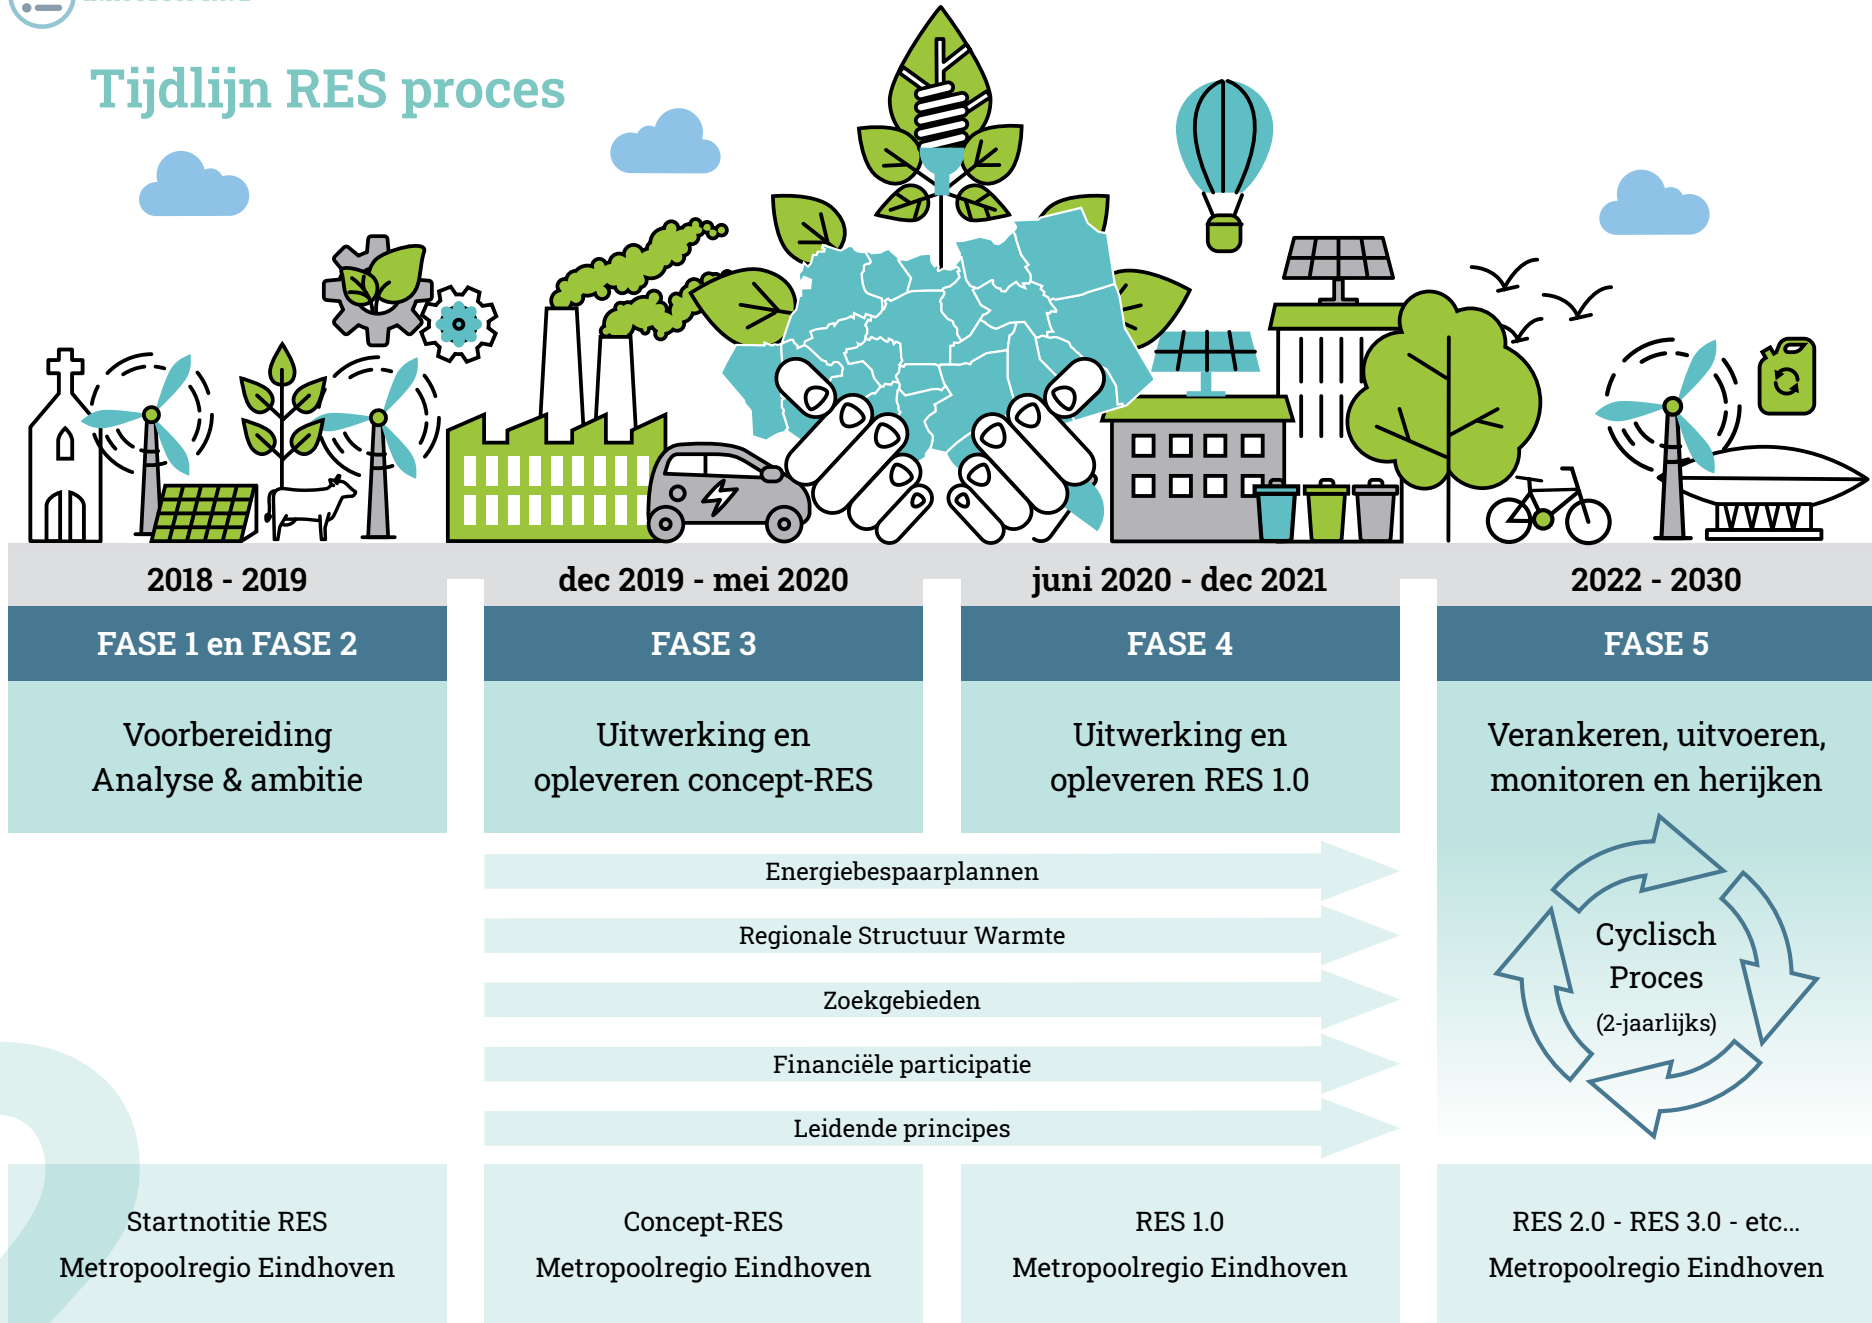 Tijdlijn RES proces
2018 - 2019
FASE 1 en FASE 2
Voorbereiding
Analyse & ambitie
dec 2019 - mei 2020
FASE 3
Uitwerking en
opleveren concept-RES
juni 2020 - dec 2021
FASE 4
Uitwerking en
opleveren RES 1.0
2022 - 2030
FASE 5
Verankeren, uitvoeren,
monitoren en herijken
Energiebespaarplannen
Regionale Structuur Warmte
Zoekgebieden
Financiële participatie
Leidende principes
Cyclisch
Proces
(2-jaarlijks)
Startnotitie RES
Metropoolregio Eindhoven
Concept-RES
Metropoolregio Eindhoven
RES 1.0
Metropoolregio Eindhoven
RES 2.0 - RES 3.0 - etc...
Metropoolregio Eindhoven